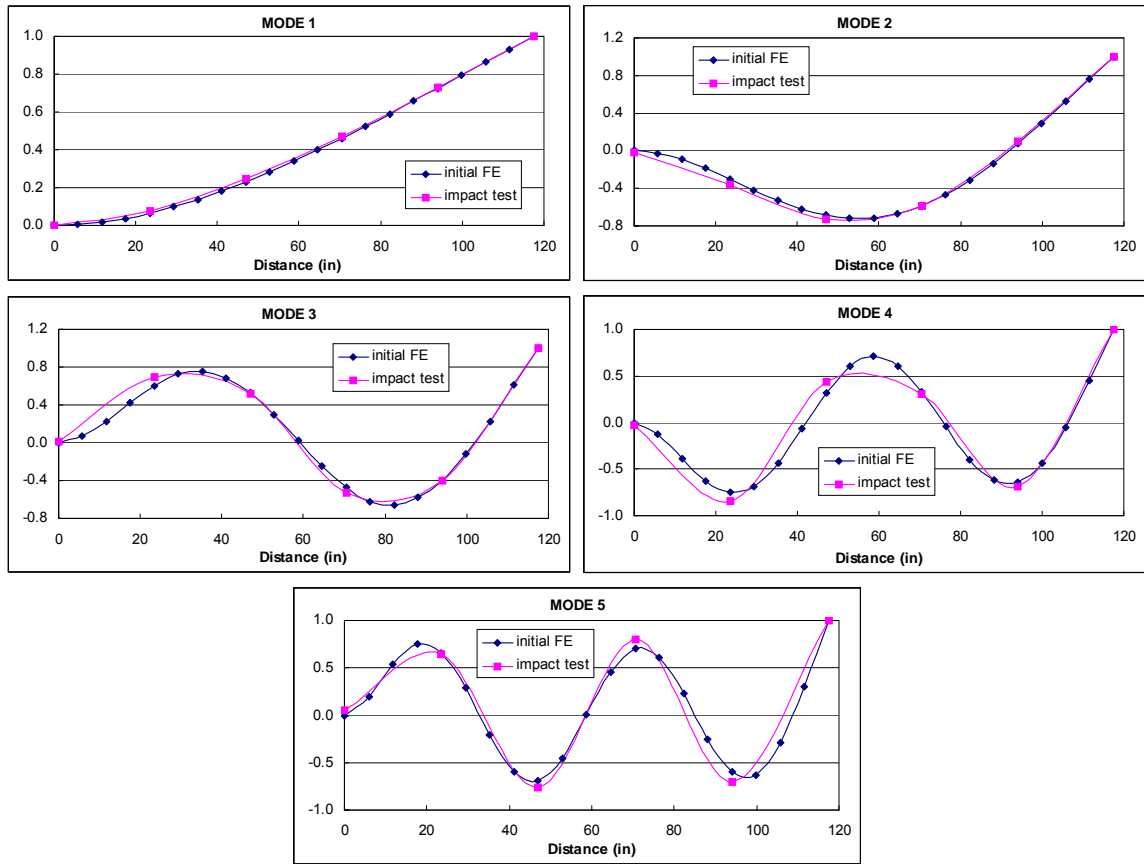 MODE 1
1.0
0.8
0.6
0.4
0.2
0.0
initial FE
impact test
0 20 40 60 80 100 120
Distance (in)
MODE 2
1.2
0.8
0.4
0.0
-0.4
-0.8
initial FE
impact test
0 20 40 60 80 100 120
Distance (in)
MODE 3
1.2
0.8
0.4
0.0
-0.4
-0.8
initial FE
impact test
0 20 40 60 80 100 120
Distance (in)
MODE 4
1.0
0.5
0.0
-0.5
-1.0
initial FE
impact test
0 20 40 60 80 100 120
Distance (in)
MODE 5
1.0
0.5
0.0
-0.5
-1.0
initial FE
impact test
0 20 40 60 80 100 120
Distance (in)